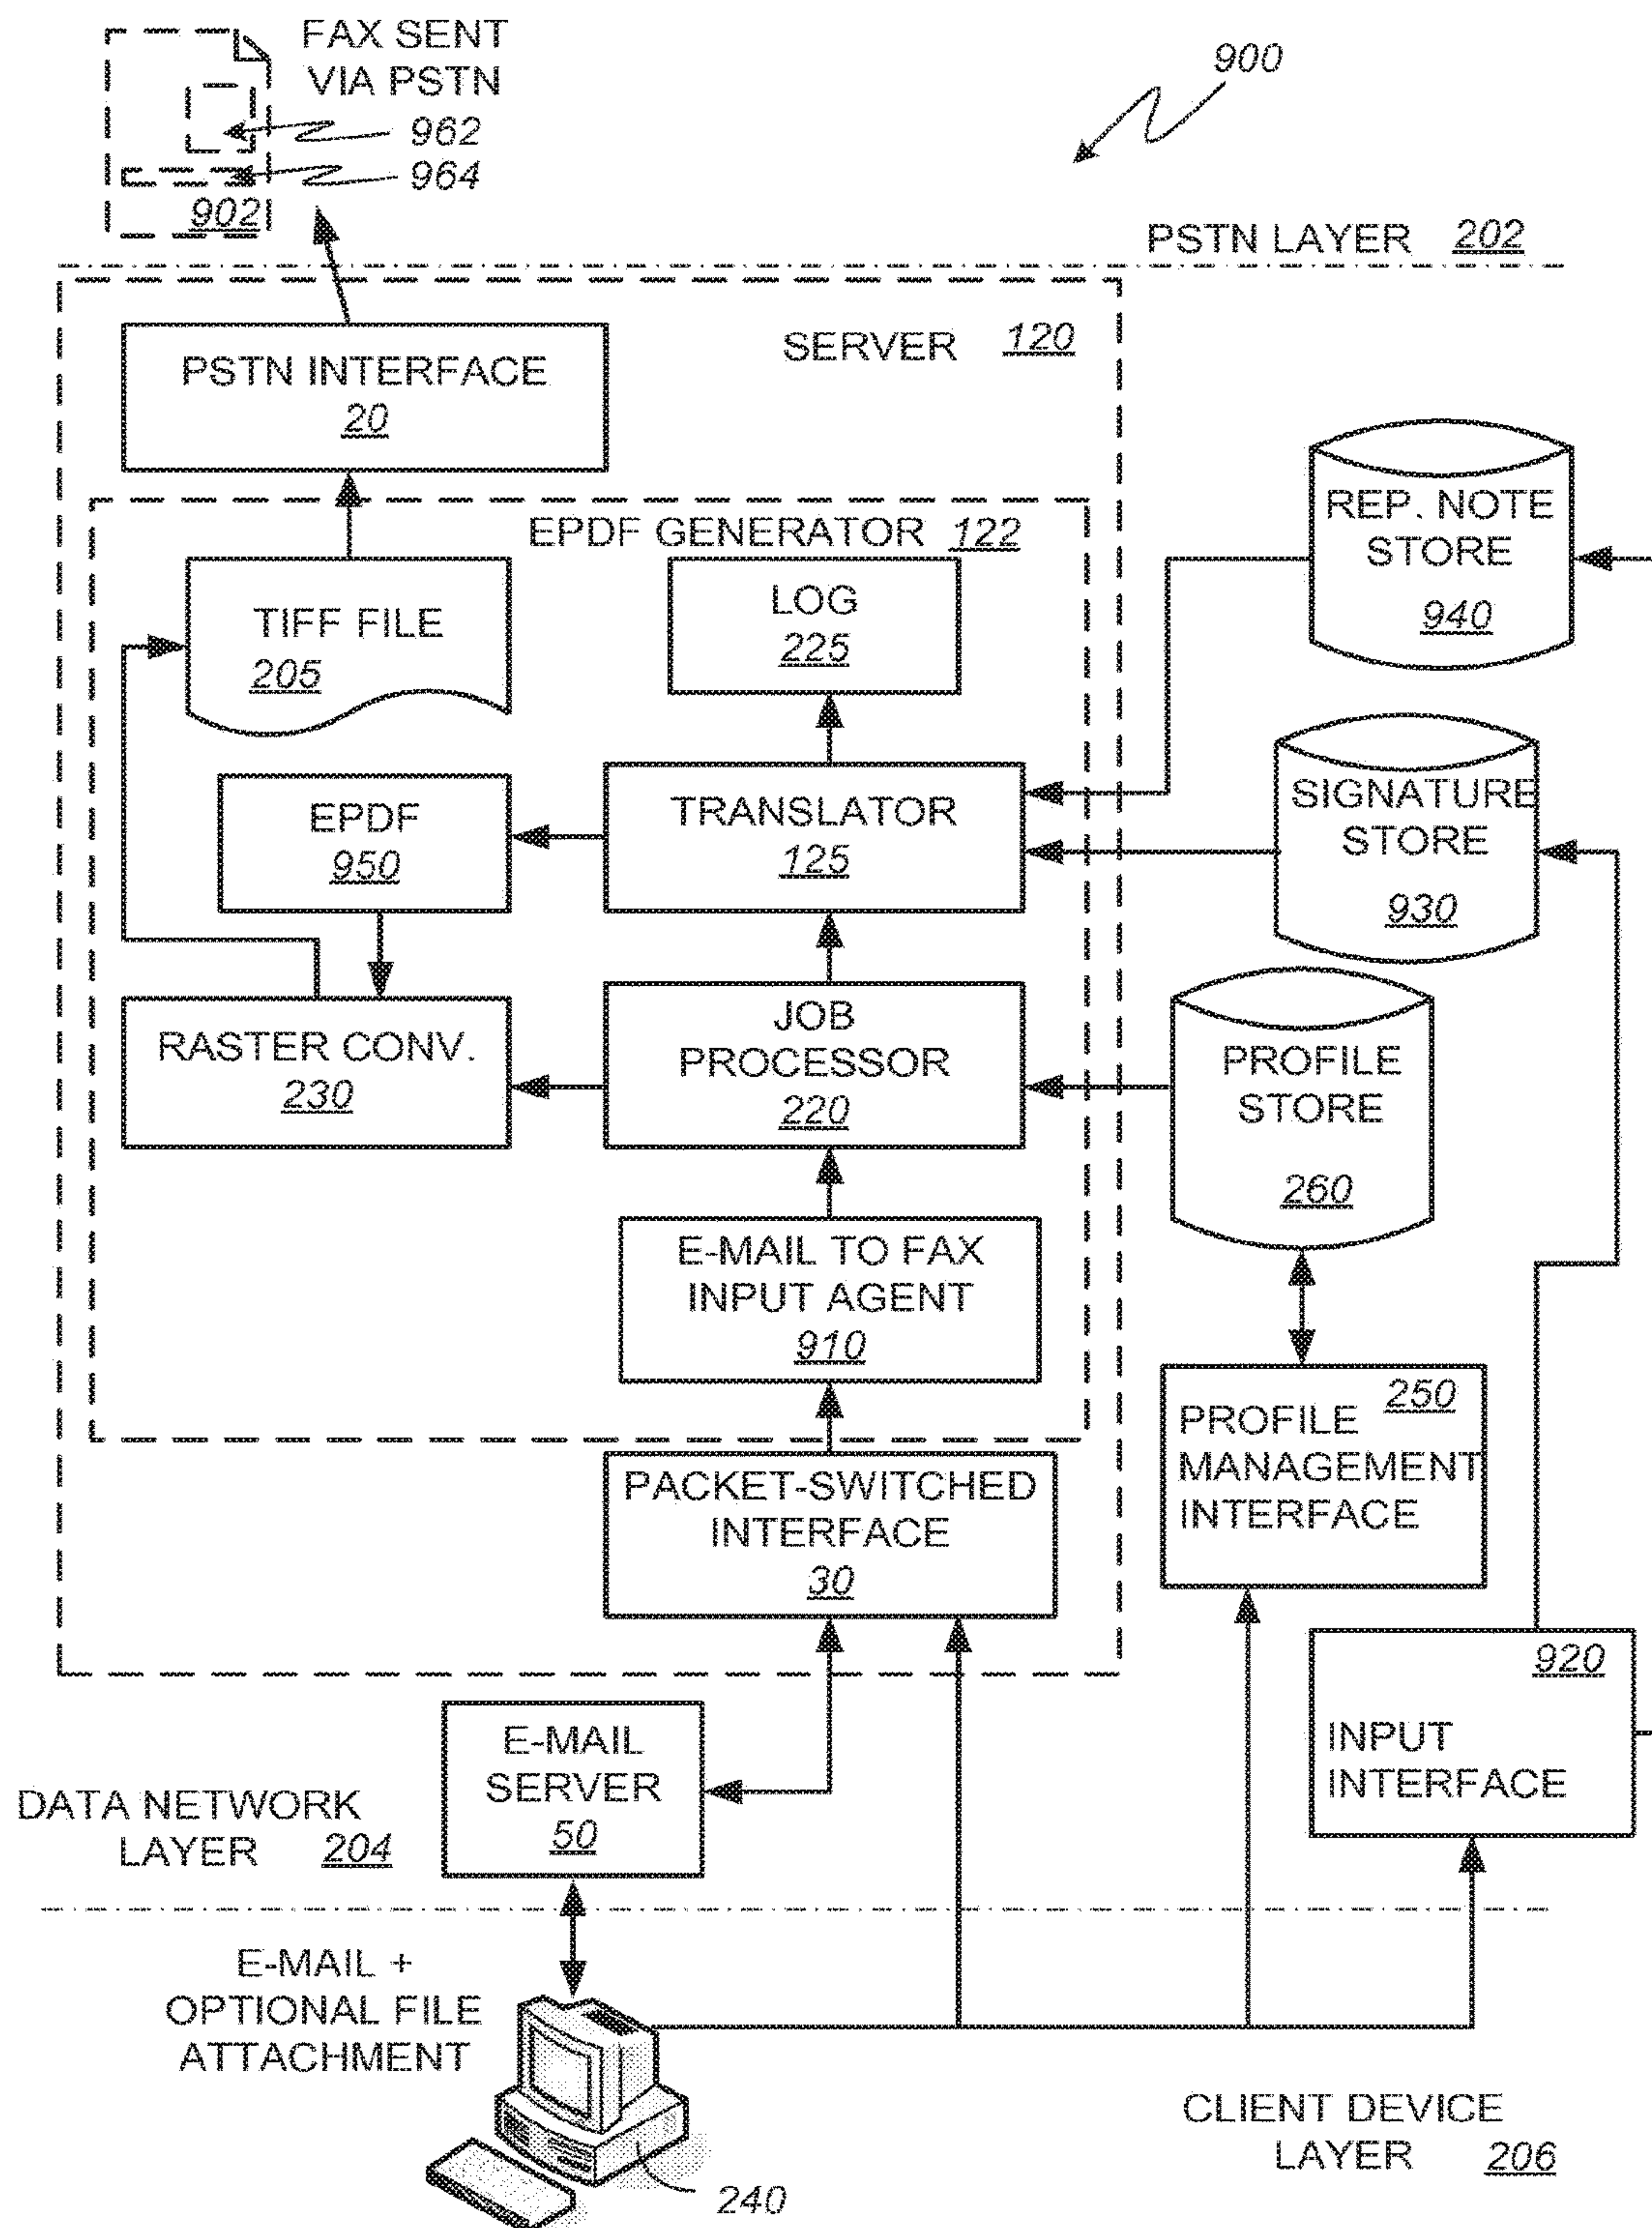 FAX SENT
VIA PSTN
900
962
964
902
PSTN LAYER 202
SERVER 120
PSTN INTERFACE
20
EPDF GENERATOR 122
REP. NOTE
STORE
940
TIFF FILE
205
LOG
225
SIGNATURE
STORE
930
EPDF
950
TRANSLATOR
125
RASTER CONV.
230
JOB
PROCESSOR
220
PROFILE
STORE
260
E-MAIL TO FAX
INPUT AGENT
910
250
PROFILE
MANAGEMENT
INTERFACE
PACKET-SWITCHED
INTERFACE
30
920
INPUT
INTERFACE
E-MAIL
SERVER
50
DATA NETWORK
LAYER 204
E-MAIL +
OPTIONAL FILE
ATTACHMENT
CLIENT DEVICE
LAYER 206
240